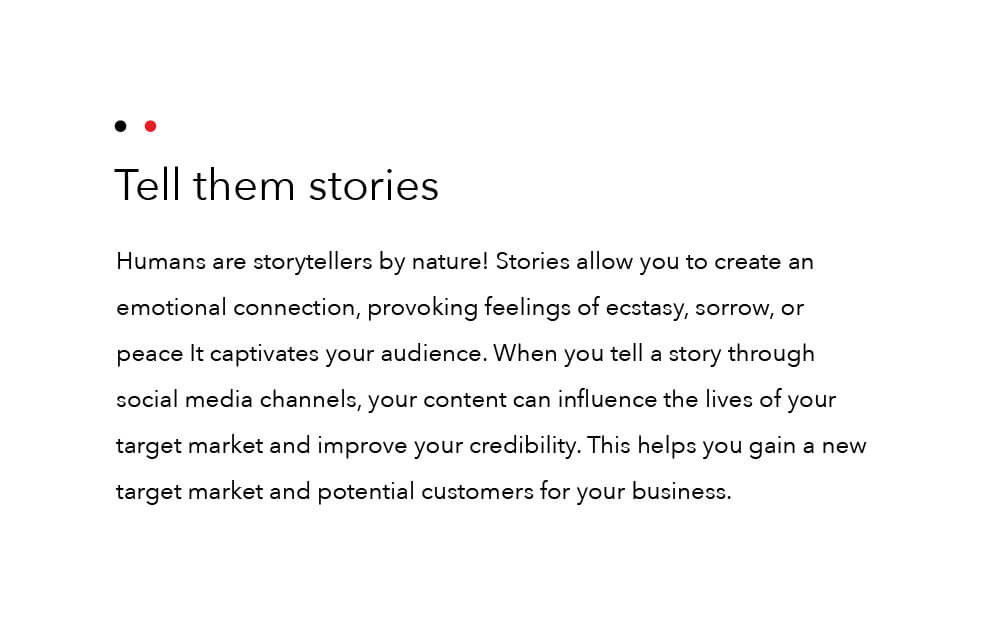 Tell them stories
Humans are storytellers by nature! Stories allow you to create an
emotional connection, provoking feelings of ecstasy, sorrow, or
peace It captivates your audience. When you tell a story through
social media channels, your content can influence the lives of your
target market and improve your credibility. This helps you gain a new
target market and potential customers for your business.